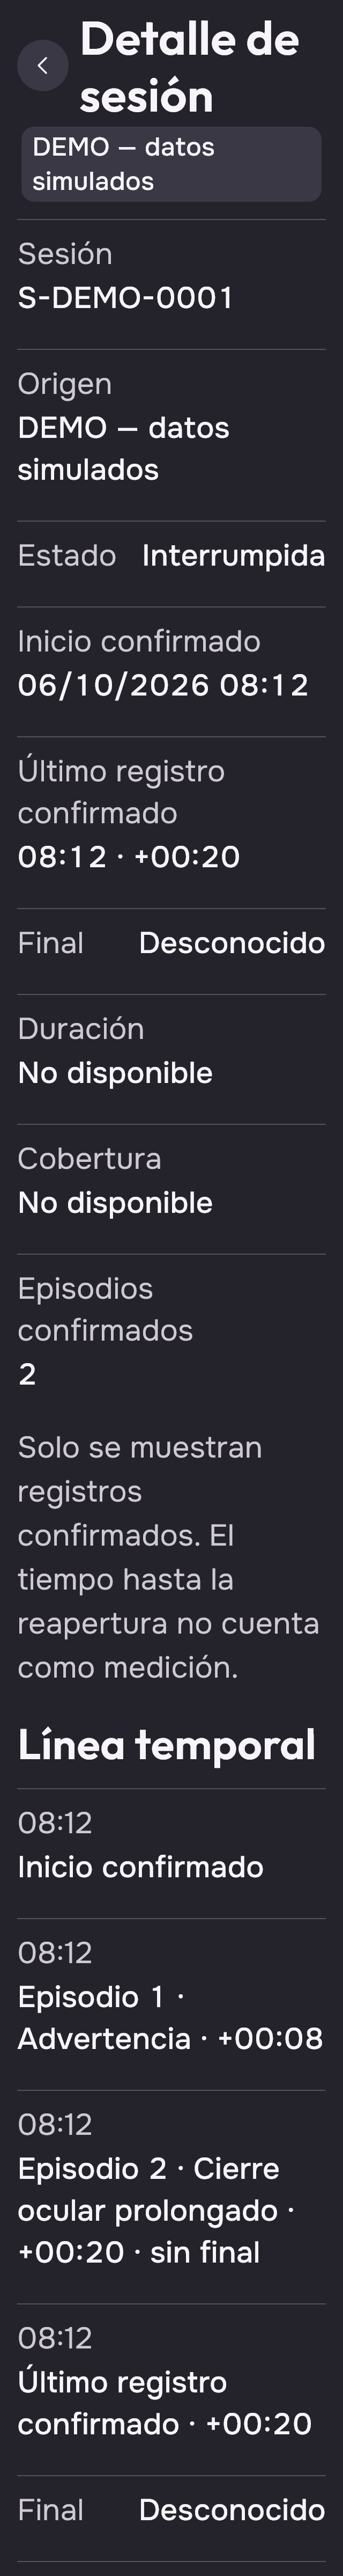 Detalle de
sesión
DEMO — datos
simulados
Sesión
S-DEMO-0001
Origen
DEMO — datos
simulados
Estado Interrumpida
Inicio confirmado
06/10/2026 08:12
Último registro
confirmado
08:12 · +00:20
Final Desconocido
Duración
No disponible
Cobertura
No disponible
Episodios
confirmados
2
Solo se muestran
registros
confirmados. El
tiempo hasta la
reapertura no cuenta
como medición.
Línea temporal
08:12
Inicio confirmado
08:12
Episodio 1 ·
Advertencia · +00:08
08:12
Episodio 2 · Cierre
ocular prolongado ·
+00:20 · sin final
08:12
Último registro
confirmado · +00:20
Final Desconocido